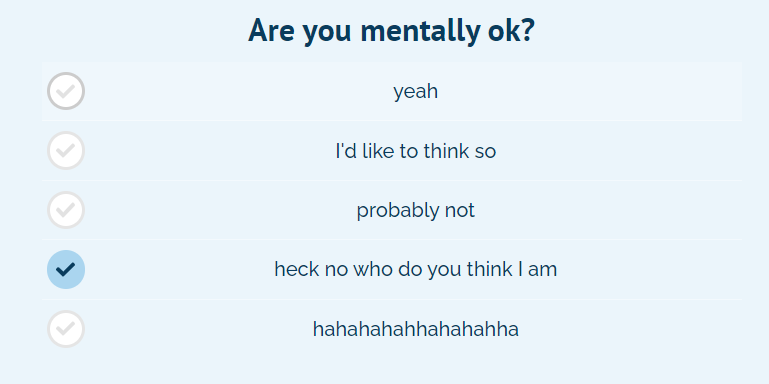 Are you mentally ok?
yeah
I'd like to think so
probably not
heck no who do you think I am
hahahahahhahahahha